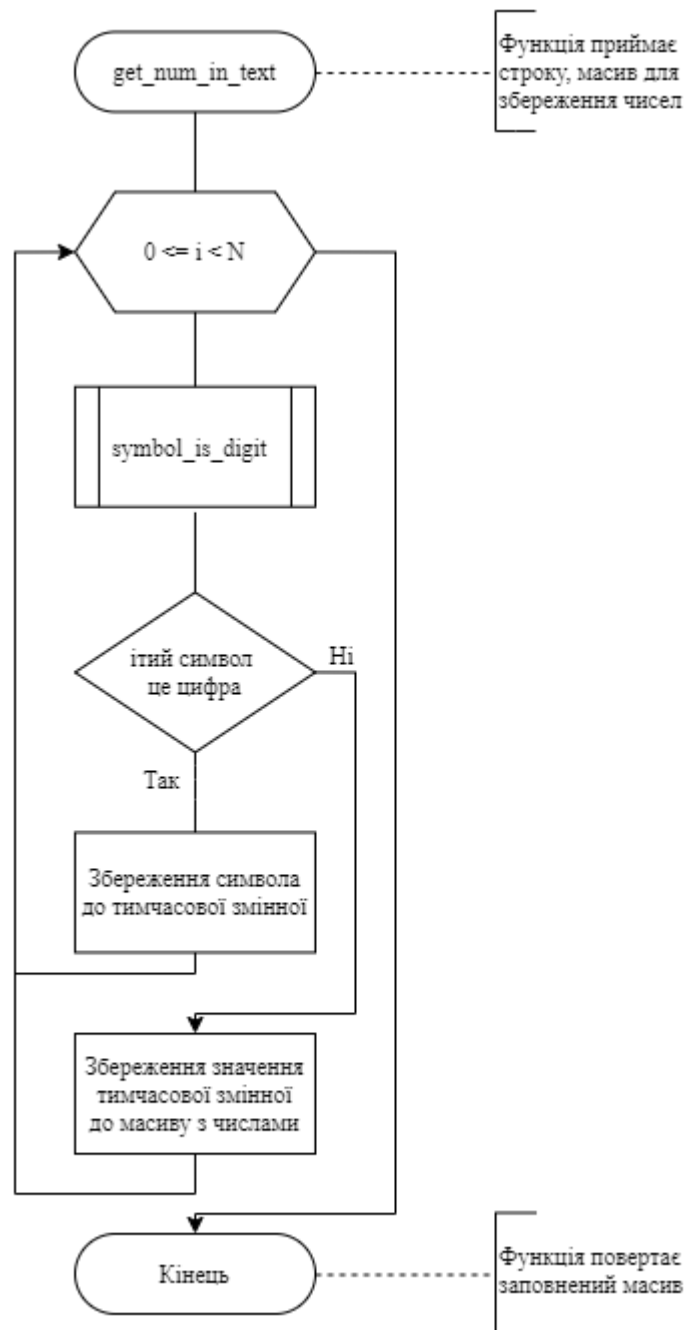 get_num_in_text
Функція приймає
строку, масив для
збереження чисел
0 <= i < N
symbol_is_digit
ітий символ
це цифра
Ні
Так
Збереження символа
до тимчасової змінної
Збереження значення
тимчасової змінної
до масиву з числами
Кінець
Функція повертає
заповнений масив